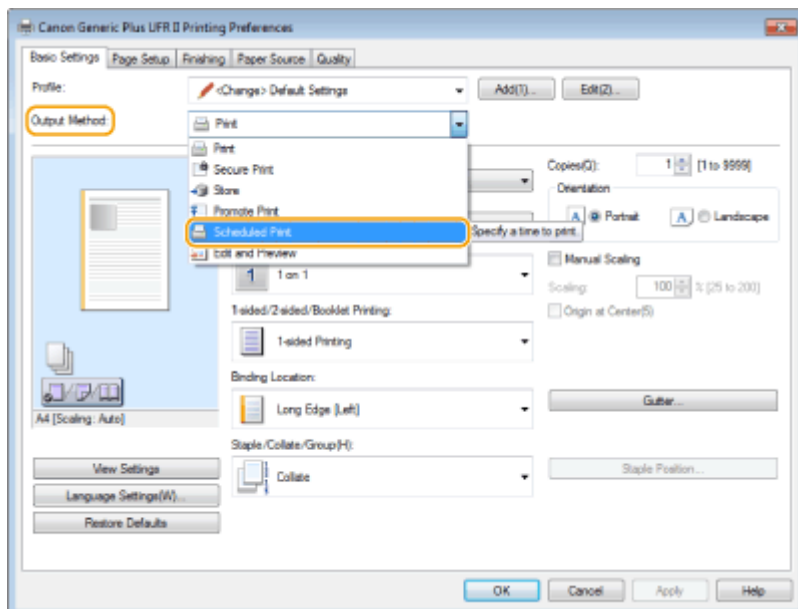 Canon Generic Plus UFR II Printing Preferences
Basic Settings Page Setup Finishing Paper Source Quality
Profile: <Change> Default Settings Add(1)... Edit(2)...
Output Method: Print
Print
Secure Print
Store
Promote Print
Scheduled Print
Edit and Preview
Specify a time to print.
Copies(Q): 1 [1 to 9999]
Orientation
A Portrait A Landscape
1 1 on 1
Manual Scaling
Scaling: 100 % [25 to 200]
Origin at Center(5)
1-sided/2-sided/Booklet Printing:
1-sided Printing
Binding Location:
Long Edge [Left]
Gutter...
A4 [Scaling: Auto]
Staple/Collate/Group(H):
Collate
Staple Position...
View Settings
Language Settings(W)...
Restore Defaults
OK Cancel Apply Help